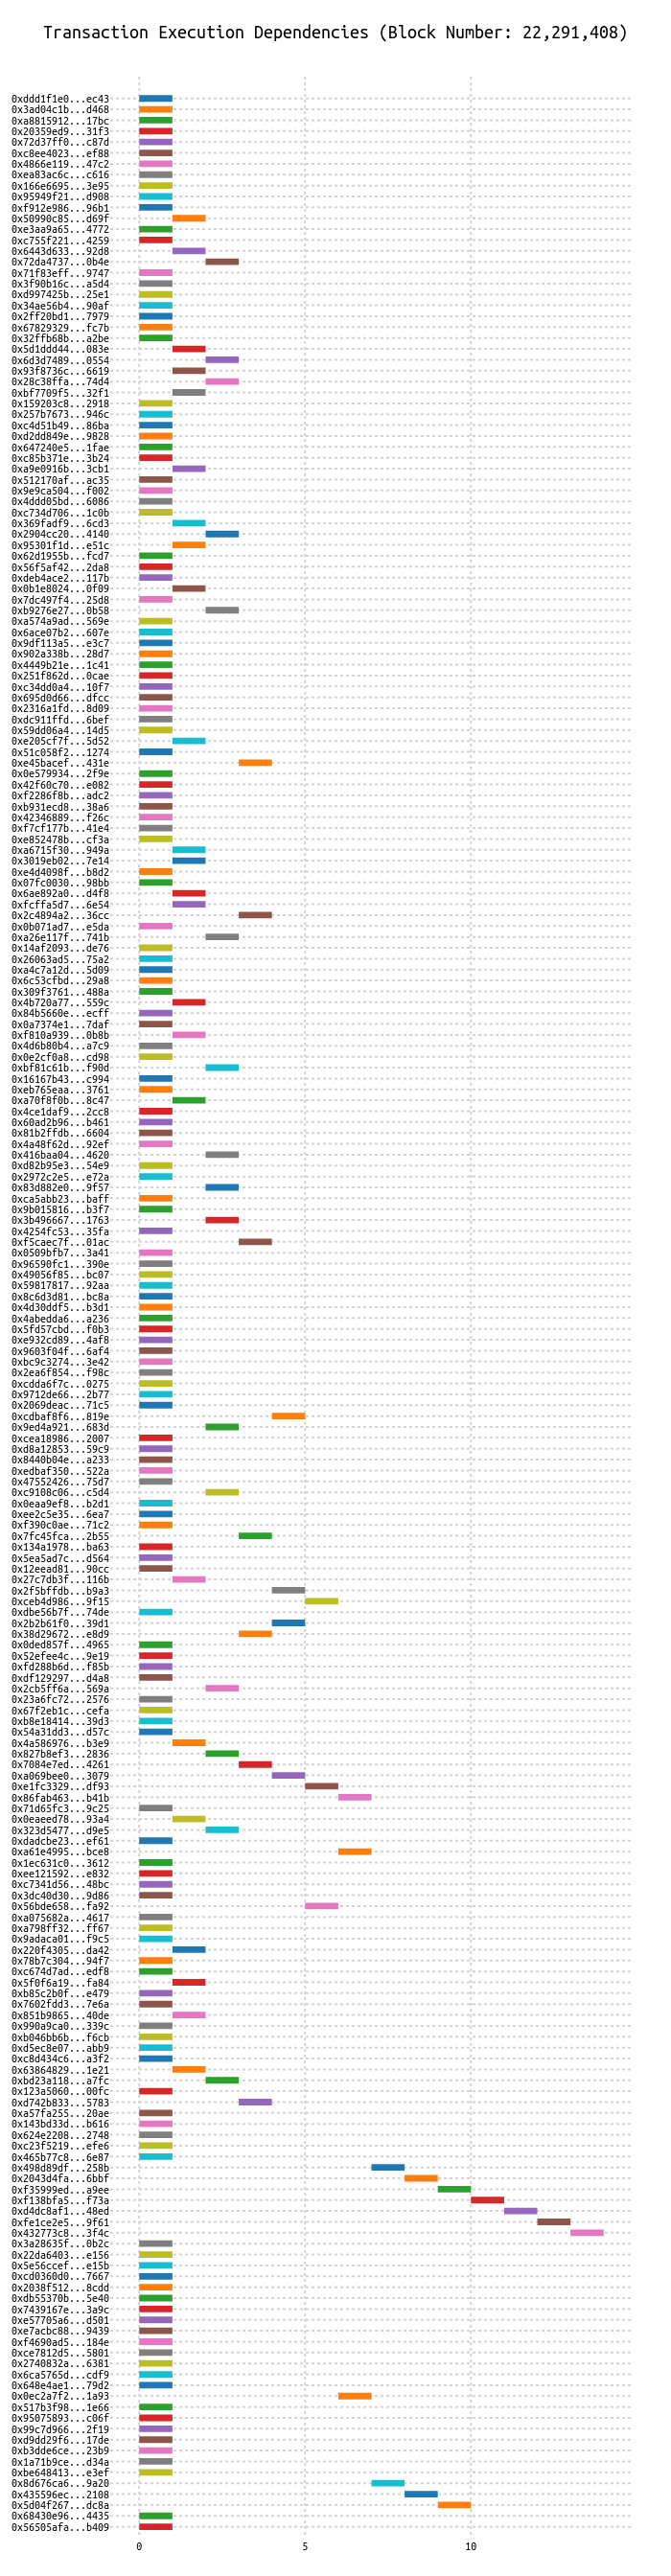 Transaction Execution Dependencies (Block Number: 22,291,408)
0xddd1f1e0...ec43
0x3ad04c1b...d468
0xa8815912...17bc
0x20359ed9...31f3
0x72d37ff0...c87d
0xc8ee4023...ef88
0x4866e119...47c2
0xea83ac6c...c616
0x166e6695...3e95
0x95949f21...d908
0xf912e986...96b1
0x50990c85...d69f
0xe3aa9a65...4772
0xc755f221...4259
0x6443d633...92d8
0x72da4737...0b4e
0x71f83eff...9747
0x3f90b16c...a5d4
0xd997425b...25e1
0x34ae56b4...90af
0x2ff20bd1...7979
0x67829329...fc7b
0x32ffb68b...a2be
0x5d1ddd44...083e
0x6d3d7489...0554
0x93f8736c...6619
0x28c38ffa...74d4
0xbf7709f5...32f1
0x159203c8...2918
0x257b7673...946c
0xc4d51b49...86ba
0xd2dd849e...9828
0x647240e5...1fae
0xc85b371e...3b24
0xa9e0916b...3cb1
0x512170af...ac35
0x9e9ca504...f002
0x4ddd05bd...6086
0xc734d706...1c0b
0x369fadf9...6cd3
0x2904cc20...4140
0x95301f1d...e51c
0x62d1955b...fcd7
0x56f5af42...2da8
0xdeb4ace2...117b
0x0b1e8024...0f09
0x7dc497f4...25d8
0xb9276e27...0b58
0xa574a9ad...569e
0x6ace07b2...607e
0x9df113a5...e3c7
0x902a338b...28d7
0x4449b21e...1c41
0x251f862d...0cae
0xc34dd0a4...10f7
0x695d0d66...dfcc
0x2316a1fd...8d09
0xdc911ffd...6bef
0x59dd06a4...14d5
0xe205cf7f...5d52
0x51c058f2...1274
0xe45bacef...431e
0x0e579934...2f9e
0x42f60c70...e082
0xf2286f8b...adc2
0xb931ecd8...38a6
0x42346889...f26c
0xf7cf177b...41e4
0xe852478b...cf3a
0xa6715f30...949a
0x3019eb02...7e14
0xe4d4098f...b8d2
0x07fc0030...98bb
0x6ae892a0...d4f8
0xfcffa5d7...6e54
0x2c4894a2...36cc
0x0b071ad7...e5da
0xa26e117f...741b
0x14af2093...de76
0x26063ad5...75a2
0xa4c7a12d...5d09
0x6c53cfbd...29a8
0x309f3761...488a
0x4b720a77...559c
0x84b5660e...ecff
0x0a7374e1...7daf
0xf810a939...0b8b
0x4d6b80b4...a7c9
0x0e2cf0a8...cd98
0xbf81c61b...f90d
0x16167b43...c994
0xeb765eaa...3761
0xa70f8f0b...8c47
0x4ce1daf9...2cc8
0x60ad2b96...b461
0x81b2ffdb...6604
0x4a48f62d...92ef
0x416baa04...4620
0xd82b95e3...54e9
0x2972c2e5...e72a
0x83d882e0...9f57
0xca5abb23...baff
0x9b015816...b3f7
0x3b496667...1763
0x4254fc53...35fa
0xf5caec7f...01ac
0x0509bfb7...3a41
0x96590fc1...390e
0x49056f85...bc07
0x59817817...92aa
0x8c6d3d81...bc8a
0x4d30ddf5...b3d1
0x4abedda6...a236
0x5fd57cbd...f0b3
0xe932cd89...4af8
0x9603f04f...6af4
0xbc9c3274...3e42
0x2ea6f854...f98c
0xcdda6f7c...0275
0x9712de66...2b77
0x2069deac...71c5
0xcdbaf8f6...819e
0x9ed4a921...683d
0xcea18986...2007
0xd8a12853...59c9
0x8440b04e...a233
0xedbaf350...522a
0x47552426...75d7
0xc9108c06...c5d4
0x0eaa9ef8...b2d1
0xee2c5e35...6ea7
0xf390c0ae...71c2
0x7fc45fca...2b55
0x134a1978...ba63
0x5ea5ad7c...d564
0x12eead81...90cc
0x27c7db3f...116b
0x2f5bffdb...b9a3
0xceb4d986...9f15
0xdbe56b7f...74de
0x2b2b61f0...39d1
0x38d29672...e8d9
0x0ded857f...4965
0x52efee4c...9e19
0xfd288b6d...f85b
0xdf129297...d4a8
0x2cb5ff6a...569a
0x23a6fc72...2576
0x67f2eb1c...cefa
0xb8e18414...39d3
0x54a31dd3...d57c
0x4a586976...b3e9
0x827b8ef3...2836
0x7084e7ed...4261
0xa069bee0...3079
0xe1fc3329...df93
0x86fab463...b41b
0x71d65fc3...9c25
0x0eaeed78...93a4
0x323d5477...d9e5
0xdadcbe23...ef61
0xa61e4995...bce8
0x1ec631c0...3612
0xee121592...e832
0xc7341d56...48bc
0x3dc40d30...9d86
0x56bde658...fa92
0xa075682a...4617
0xa798ff32...ff67
0x9adaca01...f9c5
0x220f4305...da42
0x78b7c304...94f7
0xc674d7ad...edf8
0x5f0f6a19...fa84
0xb85c2b0f...e479
0x7602fdd3...7e6a
0x851b9865...40de
0x990a9ca0...339c
0xb046bb6b...f6cb
0xd5ec8e07...abb9
0xc8d434c6...a3f2
0x63864829...1e21
0xbd23a118...a7fc
0x123a5060...00fc
0xd742b833...5783
0xa57fa255...20ae
0x143bd33d...b616
0x624e2208...2748
0xc23f5219...efe6
0x465b77c8...6e87
0x498d89df...258b
0x2043d4fa...6bbf
0xf35999ed...a9ee
0xf138bfa5...f73a
0xd4dc8af1...48ed
0xfe1ce2e5...9f61
0x432773c8...3f4c
0x3a28635f...0b2c
0x22da6403...e156
0x5e56ccef...e15b
0xcd0360d0...7667
0x2038f512...8cdd
0xdb55370b...5e40
0x7439167e...3a9c
0xe57705a6...d501
0xe7acbc88...9439
0xf4690ad5...184e
0xce7812d5...5801
0x2740832a...6381
0x6ca5765d...cdf9
0x648e4ae1...79d2
0x0ec2a7f2...1a93
0x517b3f98...1e66
0x95075893...c06f
0x99c7d966...2f19
0xd9dd29f6...17de
0xb3dde6ce...23b9
0x1a71b9ce...d34a
0xbe648413...e3ef
0x8d676ca6...9a20
0x435596ec...2108
0x5d04f267...dc8a
0x68430e96...4435
0x56505afa...b409
0 5 10